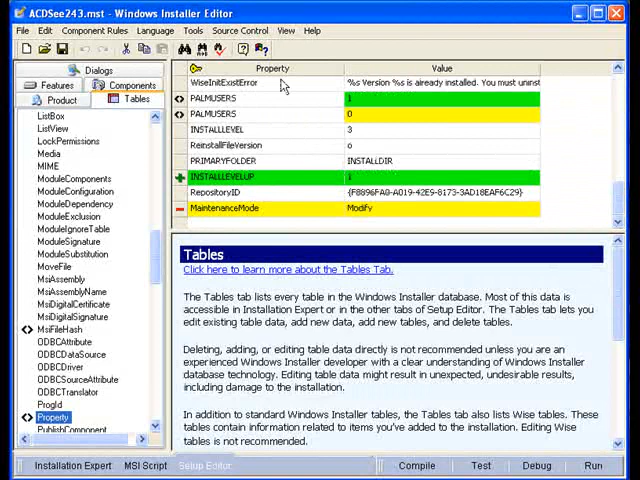 ACDSee243.mst - Windows Installer Editor
File Edit Component Rules Language Tools Source Control View Help
Dialogs
Features Components
Product Tables
ListBox
ListView
LockPermissions
Media
MIME
ModuleComponents
ModuleConfiguration
ModuleDependency
ModuleExclusion
ModuleIgnoreTable
ModuleSignature
ModuleSubstitution
MoveFile
MsiAssembly
MsiAssemblyName
MsiDigitalCertificate
MsiDigitalSignature
MsiFileHash
ODBCAttribute
ODBCDataSource
ODBCDriver
ODBCSourceAttribute
ODBCTranslator
ProgId
Property
PublishComponent
Property Value
WiseInitExistError %s Version %s is already installed. You must uninst
PALMUSERS 1
PALMUSERS 0
INSTALLLEVEL 3
ReinstallFileVersion o
PRIMARYFOLDER INSTALLDIR
INSTALLLEVELUP 1
RepositoryID {F8896FA0-A019-42E9-8173-3AD18EAF6C29}
MaintenanceMode Modify
Tables
Click here to learn more about the Tables Tab.
The Tables tab lists every table in the Windows Installer database. Most of this data is
accessible in Installation Expert or in the other tabs of Setup Editor. The Tables tab lets you
edit existing table data, add new data, add new tables, and delete tables.
Deleting, adding, or editing table data directly is not recommended unless you are an
experienced Windows Installer developer with a clear understanding of Windows Installer
database technology. Editing table data might result in unexpected, undesirable results,
including damage to the installation.
In addition to standard Windows Installer tables, the Tables tab also lists Wise tables. These
tables contain information related to items you've added to the installation. Editing Wise
tables is not recommended.
Installation Expert MSI Script Setup Editor Compile Test Debug Run